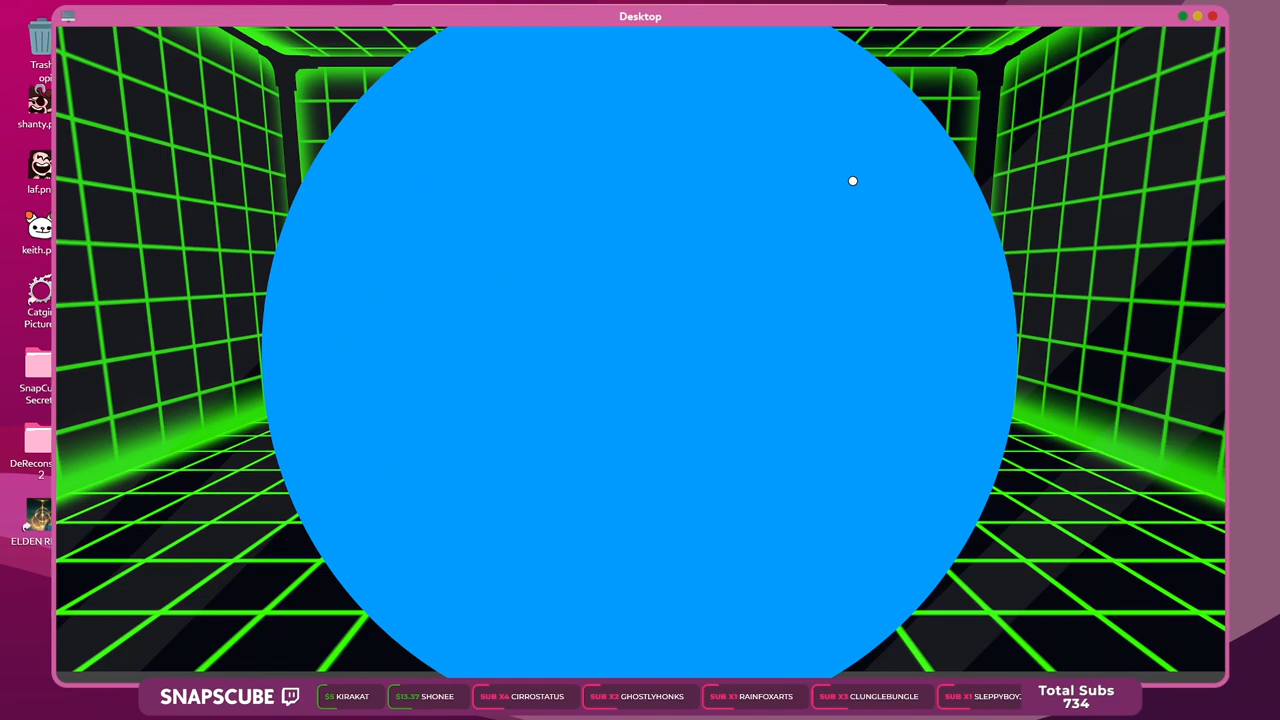 Desktop
Trash
opi
shanty.p
laf.pn
keith.p
Catgi
Picture
SnapCu
Secret
DeRecons
2
ELDEN R
SNAPSCUBE
$5 KIRAKAT
$13.37 SHONEE
SUB X4 CIRROSTATUS
SUB X2 GHOSTLYHONKS
SUB X1 RAINFOXARTS
SUB X3 CLUNGLEBUNGLE
SUB X1 SLEPPYBOY
Total Subs
734